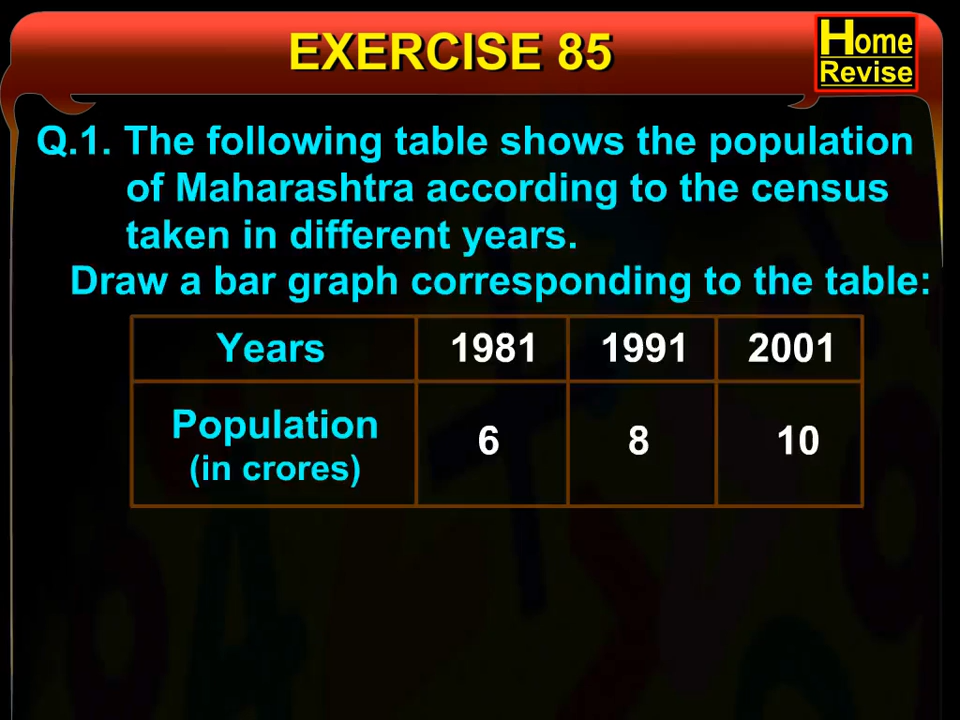 EXERCISE 85
Home
Revise
Q.1. The following table shows the population
of Maharashtra according to the census
taken in different years.
Draw a bar graph corresponding to the table:
Years 1981 1991 2001
Population
(in crores) 6 8 10